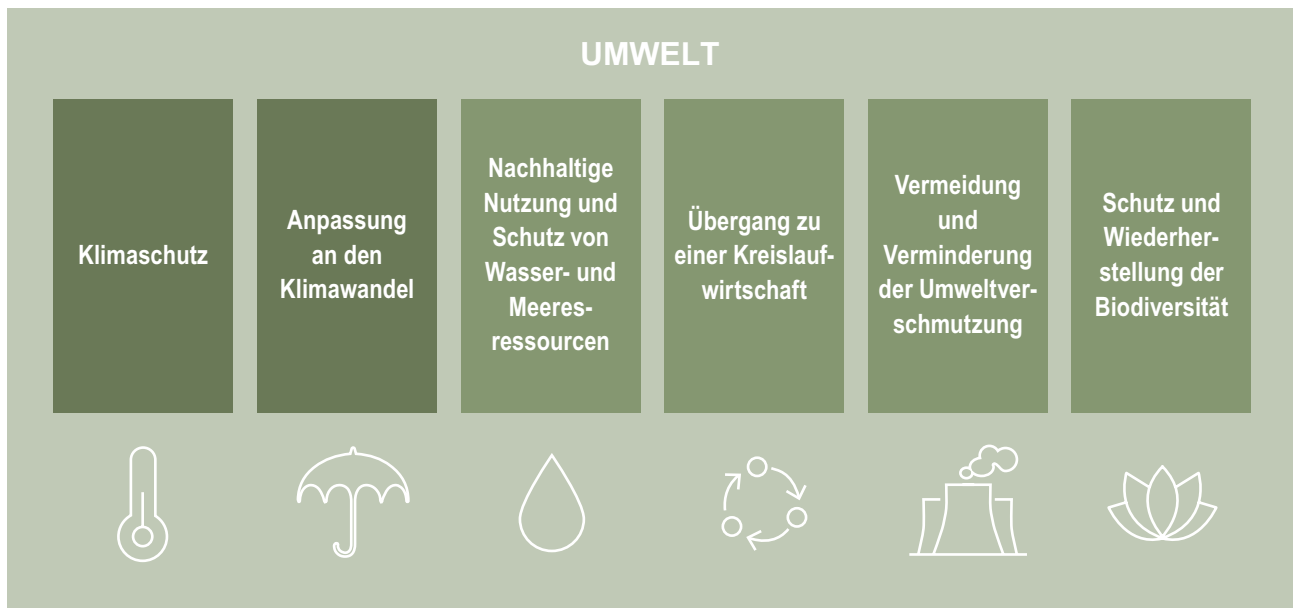 UMWELT
Klimaschutz
Anpassung
an den
Klimawandel
Nachhaltige
Nutzung und
Schutz von
Wasser- und
Meeres-
ressourcen
Übergang zu
einer Kreislauf-
wirtschaft
Vermeidung
und
Verminderung
der Umweltver-
schmutzung
Schutz und
Wiederher-
stellung der
Biodiversität